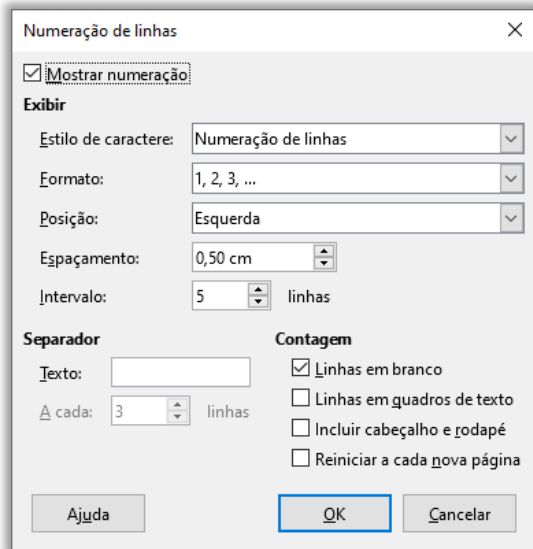 Numeração de linhas
Mostrar numeração
Exibir
Estilo de caractere: Numeração de linhas
Formato: 1, 2, 3, ...
Posição: Esquerda
Espaçamento: 0,50 cm
Intervalo: 5 linhas
Separador
Texto:
A cada: 3 linhas
Contagem
Linhas em branco
Linhas em quadros de texto
Incluir cabeçalho e rodapé
Reiniciar a cada nova página
Ajuda OK Cancelar